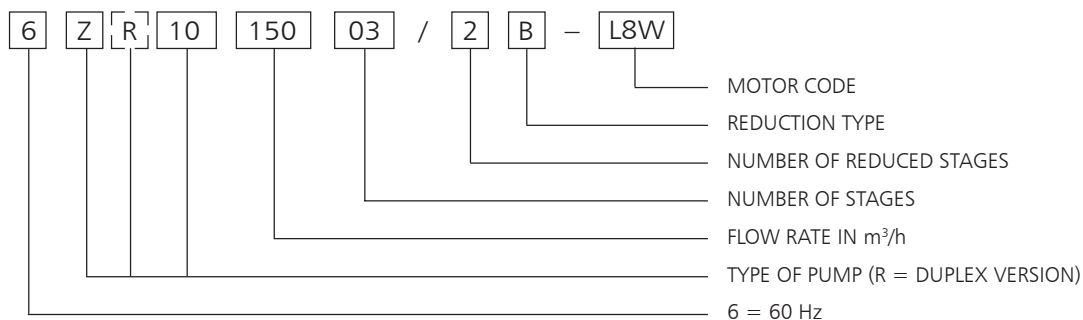 6 Z R 10 150 03 / 2 B – L8W
MOTOR CODE
REDUCTION TYPE
NUMBER OF REDUCED STAGES
NUMBER OF STAGES
FLOW RATE IN m³/h
TYPE OF PUMP (R = DUPLEX VERSION)
6 = 60 Hz